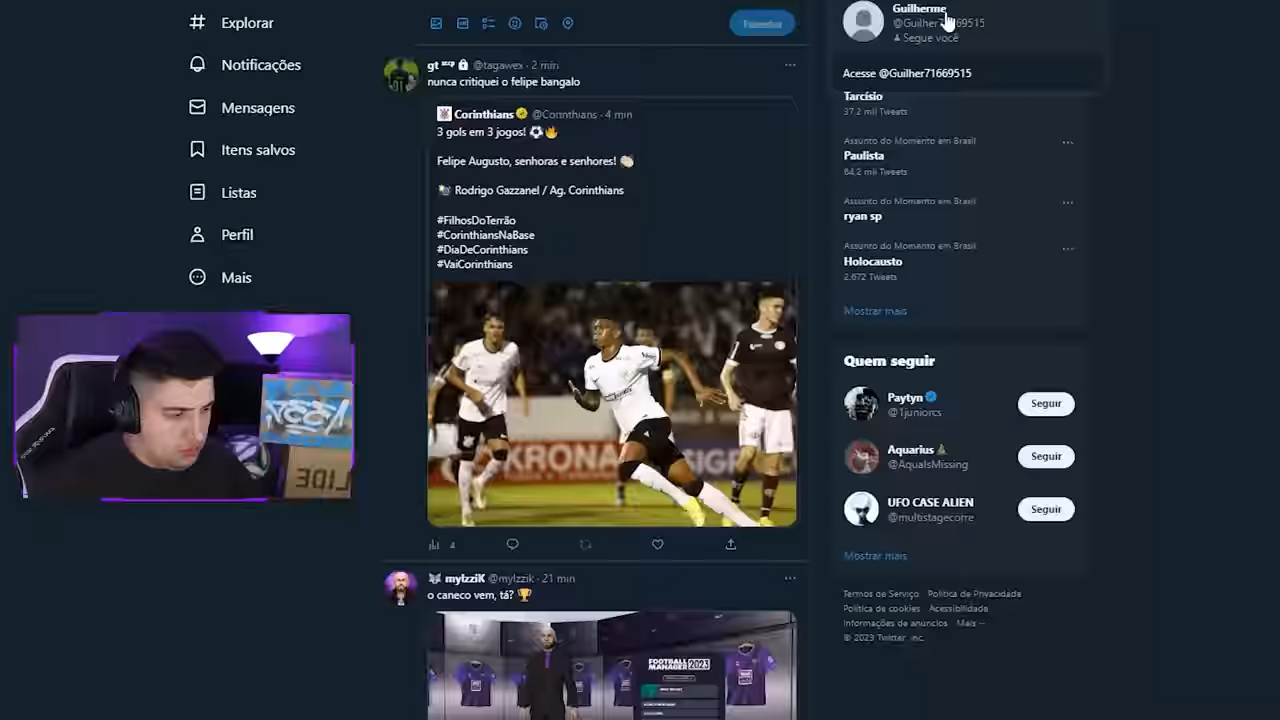 Explorar
Notificações
Mensagens
Itens salvos
Listas
Perfil
Mais
gt scp @tagawex · 2 min
nunca critiquei o felipe bangalo
Corinthians @Corinthians · 4 min
3 gols em 3 jogos! ⚽🔥
Felipe Augusto, senhoras e senhores! 👏🏻
📸 Rodrigo Gazzanel / Ag. Corinthians
#FilhosDoTerrão
#CorinthiansNaBase
#DiaDeCorinthians
#VaiCorinthians
KRONA
4
mylzziK @mylzzik · 21 min
o caneco vem, tá? 🏆
FOOTBALL
MANAGER 2023
Guilherme
@Guilher71669515
Segue você
Acesse @Guilher71669515
Tarcísio
37,2 mil Tweets
Assunto do Momento em Brasil
Paulista
64,2 mil Tweets
Assunto do Momento em Brasil
ryan sp
Assunto do Momento em Brasil
Holocausto
2.672 Tweets
Mostrar mais
Quem seguir
Paytyn
@1juniorcs
Seguir
Aquarius
@AqualsMissing
Seguir
UFO CASE ALIEN
@multistagecorre
Seguir
Mostrar mais
Termos de Serviço Política de Privacidade
Política de cookies Acessibilidade
Informações de anúncios Mais ···
© 2023 Twitter, Inc.